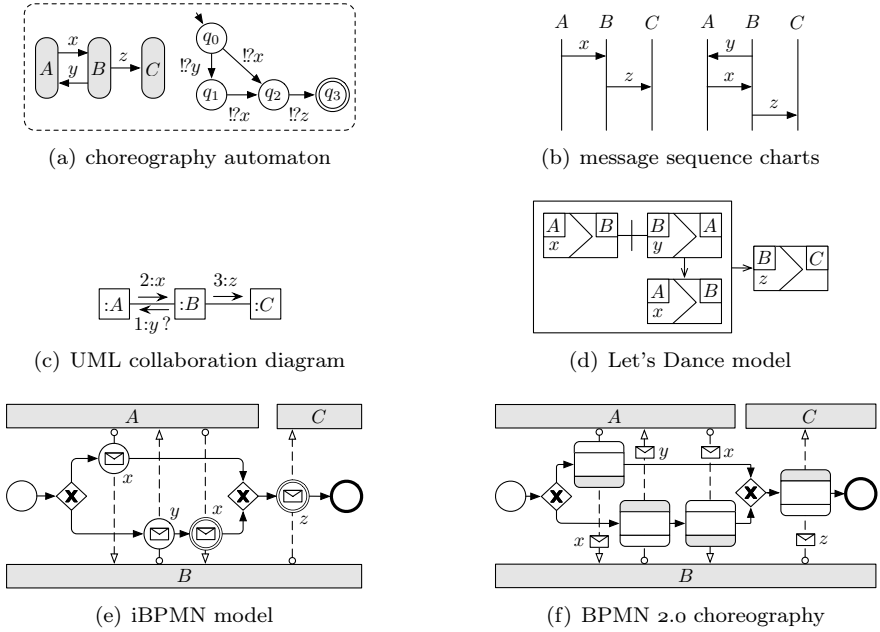 A x y B z C
q0
!?y !?x
q1 !?x q2 !?z q3
(a) choreography automaton
A B C A B C
x y
z x
z
(b) message sequence charts
2:x 3:z
:A :B :C
1:y ?
(c) UML collaboration diagram
A B B A
x y
B C
z
A B
x
(d) Let's Dance model
A C
x
y x z
B
(e) iBPMN model
A C
y x
x z
B
(f) BPMN 2.0 choreography